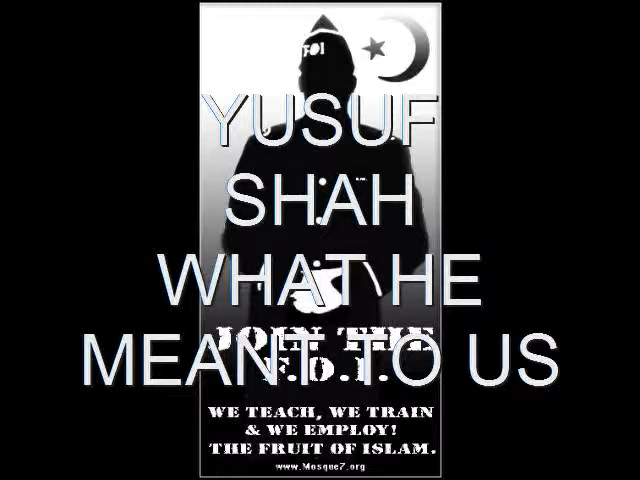 FOI
YUSUF
SHAH
WHAT HE
JOIN THE
MEANT TO US
F.O.I.
WE TEACH, WE TRAIN
& WE EMPLOY!
THE FRUIT OF ISLAM.
www.Mosque7.org